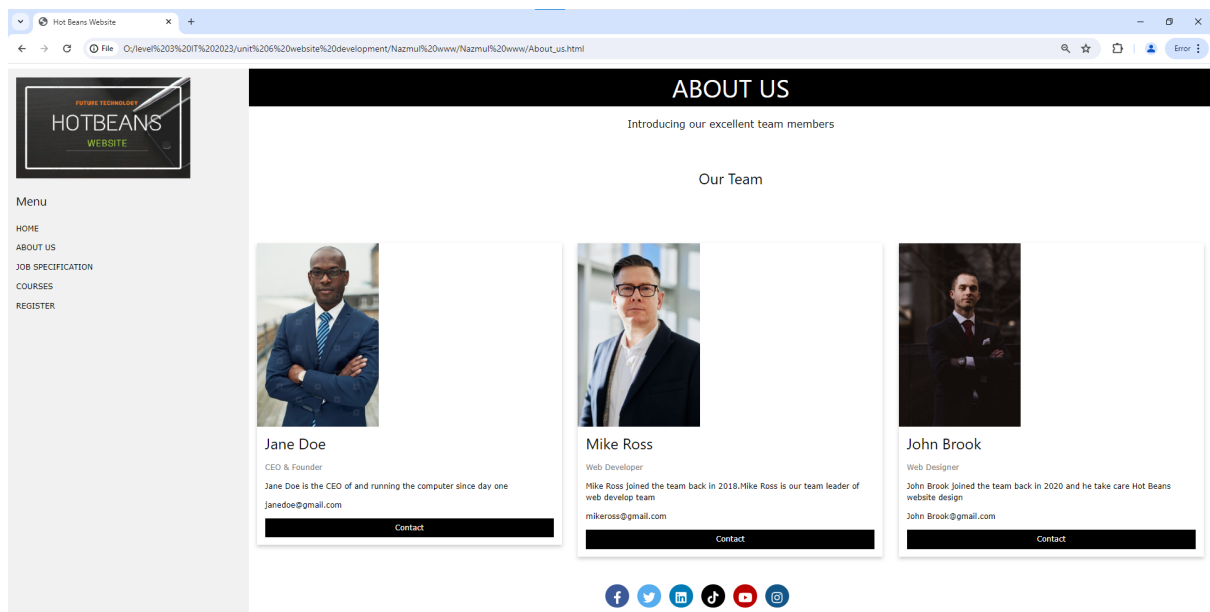 Hot Beans Website
File
O:/level%203%20IT%202023/unit%206%20website%20development/Nazmul%20www/Nazmul%20www/About_us.html
Error
FUTURE TECHNOLOGY
HOTBEANS
WEBSITE
Menu
HOME
ABOUT US
JOB SPECIFICATION
COURSES
REGISTER
ABOUT US
Introducing our excellent team members
Our Team
Jane Doe
CEO & Founder
Jane Doe is the CEO of and running the computer since day one
janedoe@gmail.com
Contact
Mike Ross
Web Developer
Mike Ross joined the team back in 2018.Mike Ross is our team leader of
web develop team
mikeross@gmail.com
Contact
John Brook
Web Designer
John Brook joined the team back in 2020 and he take care Hot Beans
website design
John Brook@gmail.com
Contact